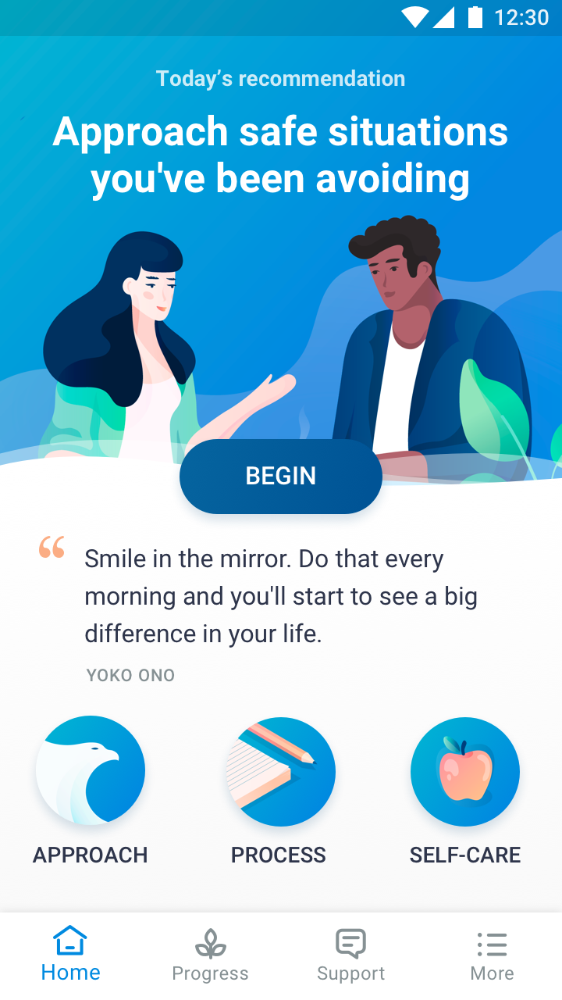 12:30
Today’s recommendation
Approach safe situations
you've been avoiding
BEGIN
“
Smile in the mirror. Do that every
morning and you'll start to see a big
difference in your life.
YOKO ONO
APPROACH
PROCESS
SELF-CARE
Home
Progress
Support
More